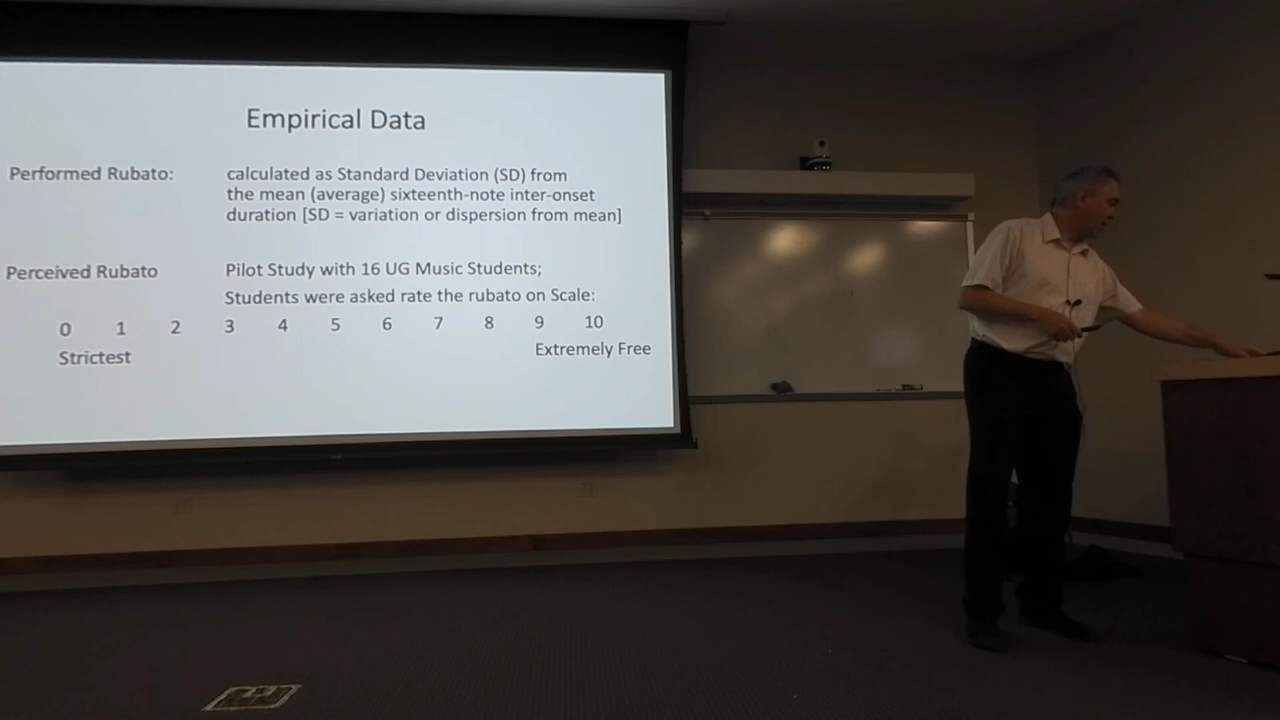 Empirical Data
Performed Rubato: calculated as Standard Deviation (SD) from
the mean (average) sixteenth-note inter-onset
duration [SD = variation or dispersion from mean]
Perceived Rubato Pilot Study with 16 UG Music Students;
Students were asked rate the rubato on Scale:
0 1 2 3 4 5 6 7 8 9 10
Strictest Extremely Free